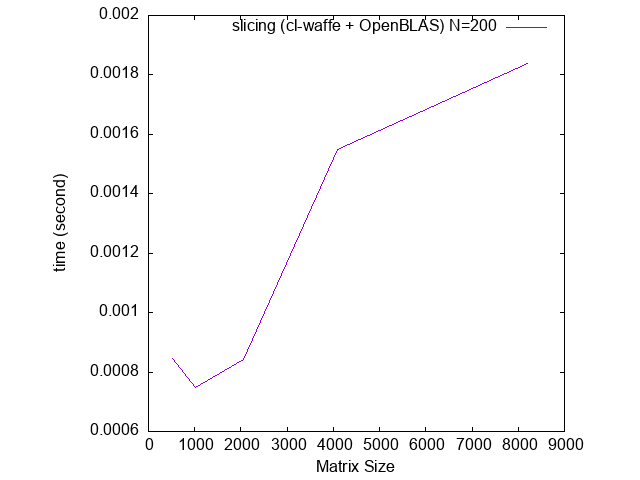 0.002
slicing (cl-waffe + OpenBLAS) N=200
0.0018
0.0016
0.0014
0.0012
0.001
0.0008
0.0006
time (second)
0 1000 2000 3000 4000 5000 6000 7000 8000 9000
Matrix Size